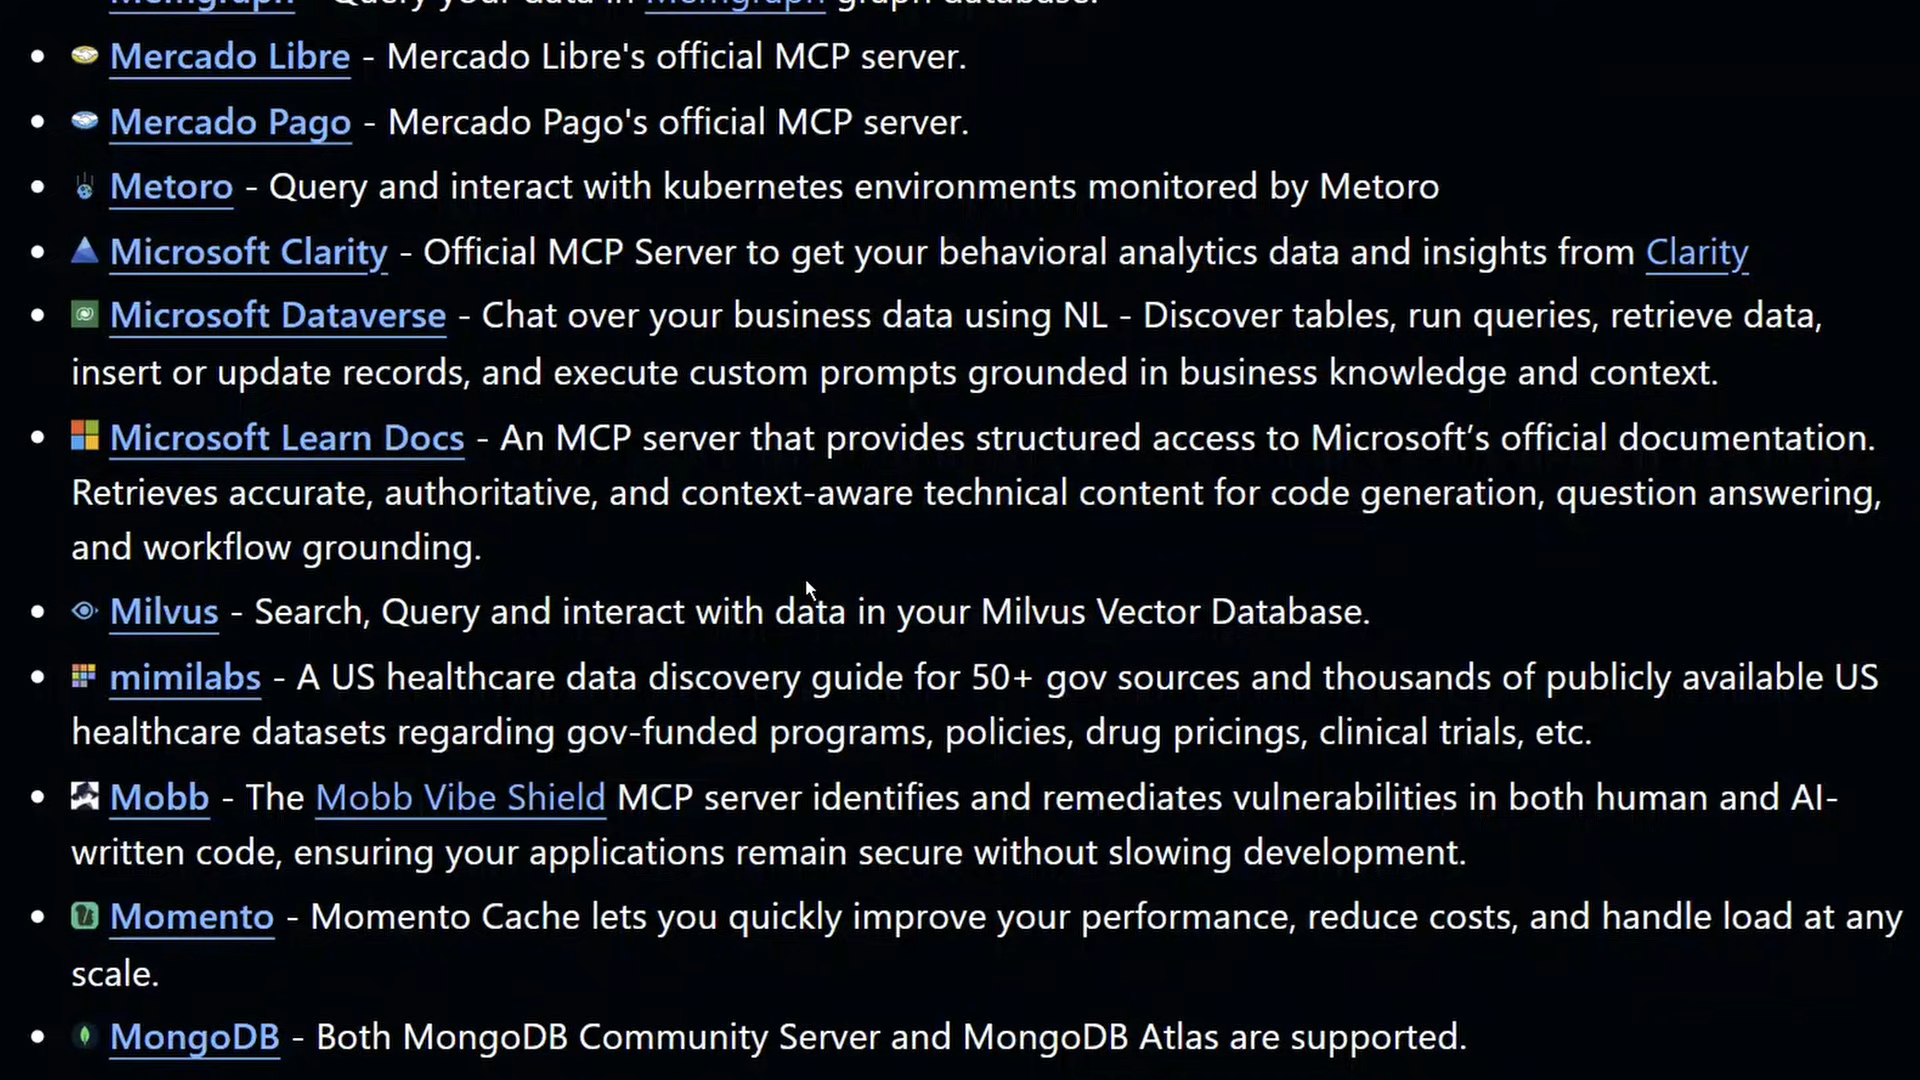 Memgraph - Query your data in Memgraph graph database.
Mercado Libre - Mercado Libre's official MCP server.
Mercado Pago - Mercado Pago's official MCP server.
Metoro - Query and interact with kubernetes environments monitored by Metoro
Microsoft Clarity - Official MCP Server to get your behavioral analytics data and insights from Clarity
Microsoft Dataverse - Chat over your business data using NL - Discover tables, run queries, retrieve data,
insert or update records, and execute custom prompts grounded in business knowledge and context.
Microsoft Learn Docs - An MCP server that provides structured access to Microsoft’s official documentation.
Retrieves accurate, authoritative, and context-aware technical content for code generation, question answering,
and workflow grounding.
Milvus - Search, Query and interact with data in your Milvus Vector Database.
mimilabs - A US healthcare data discovery guide for 50+ gov sources and thousands of publicly available US
healthcare datasets regarding gov-funded programs, policies, drug pricings, clinical trials, etc.
Mobb - The Mobb Vibe Shield MCP server identifies and remediates vulnerabilities in both human and AI-
written code, ensuring your applications remain secure without slowing development.
Momento - Momento Cache lets you quickly improve your performance, reduce costs, and handle load at any
scale.
MongoDB - Both MongoDB Community Server and MongoDB Atlas are supported.